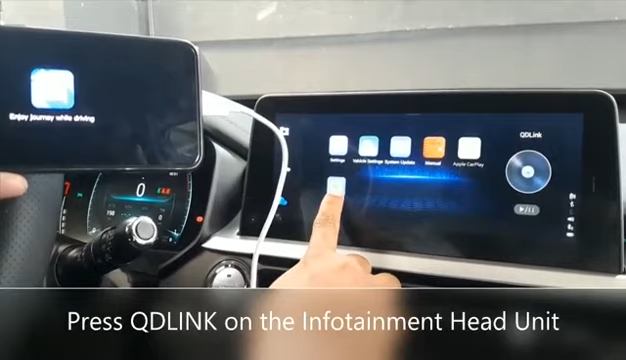 Enjoy journey while driving
QDLink
Settings Vehicle Settings System Update Manual Apple CarPlay
0
Press QDLINK on the Infotainment Head Unit